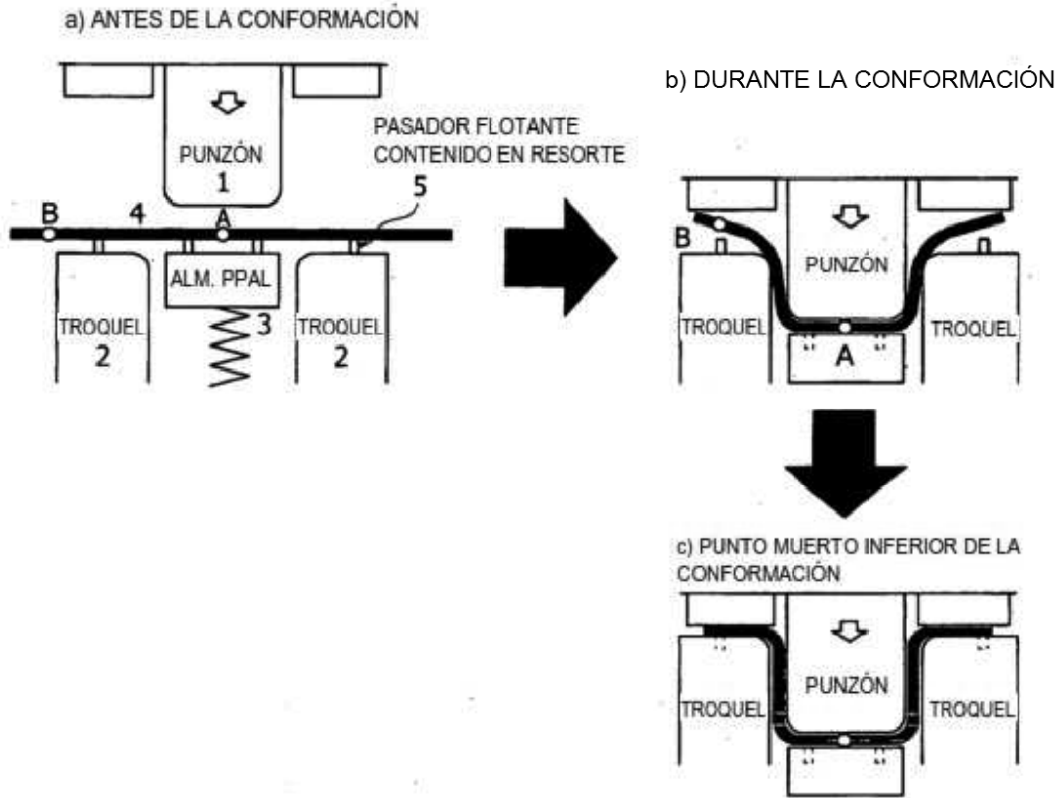 a) ANTES DE LA CONFORMACIÓN
PUNZÓN
1
PASADOR FLOTANTE
CONTENIDO EN RESORTE
5
B
4
A
ALM. PPAL
3
TROQUEL
2
TROQUEL
2
b) DURANTE LA CONFORMACIÓN
B
PUNZÓN
TROQUEL
A
TROQUEL
c) PUNTO MUERTO INFERIOR DE LA
CONFORMACIÓN
PUNZÓN
TROQUEL
TROQUEL